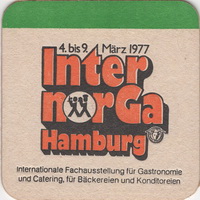 4. bis 9. März 1977
Inter
norGa
Hamburg
Internationale Fachausstellung für Gastronomie
und Catering, für Bäckereien und Konditoreien